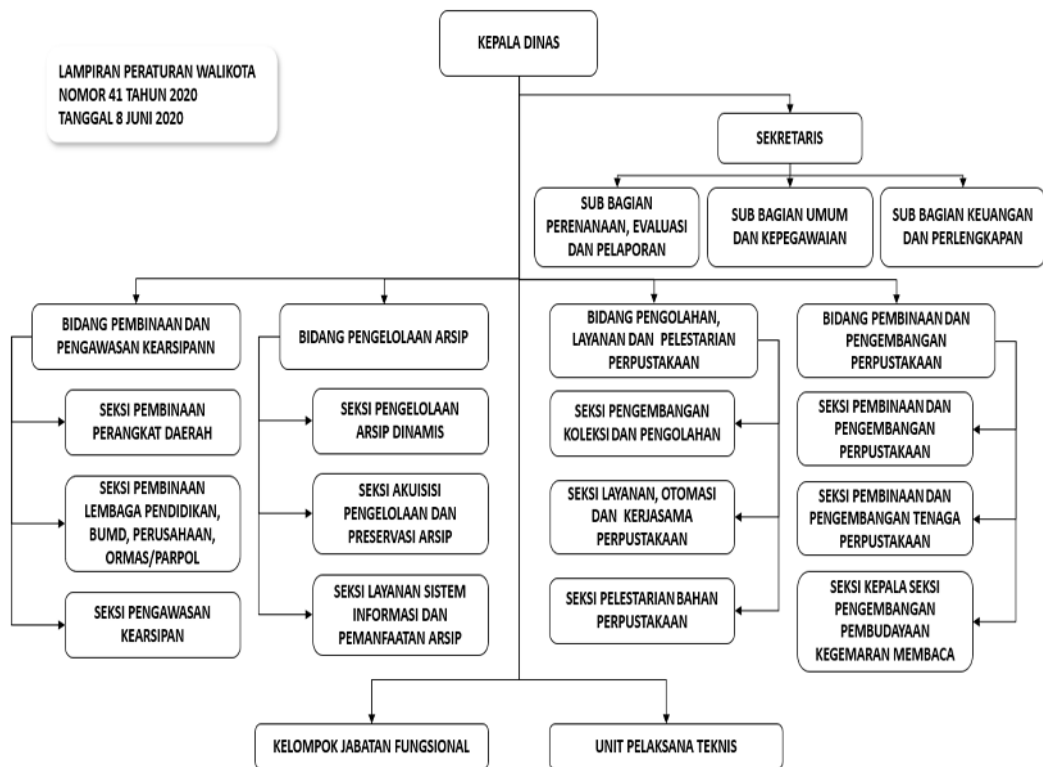 KEPALA DINAS
LAMPIRAN PERATURAN WALIKOTA
NOMOR 41 TAHUN 2020
TANGGAL 8 JUNI 2020
SEKRETARIS
SUB BAGIAN
PERENANAAN, EVALUASI
DAN PELAPORAN
SUB BAGIAN UMUM
DAN KEPEGAWAIAN
SUB BAGIAN KEUANGAN
DAN PERLENGKAPAN
BIDANG PEMBINAAN DAN
PENGAWASAN KEARSIPANN
BIDANG PENGELOLAAN ARSIP
BIDANG PENGOLAHAN,
LAYANAN DAN PELESTARIAN
PERPUSTAKAAN
BIDANG PEMBINAAN DAN
PENGEMBANGAN
PERPUSTAKAAN
SEKSI PEMBINAAN
PERANGKAT DAERAH
SEKSI PENGELOLAAN
ARSIP DINAMIS
SEKSI PENGEMBANGAN
KOLEKSI DAN PENGOLAHAN
SEKSI PEMBINAAN DAN
PENGEMBANGAN
PERPUSTAKAAN
SEKSI PEMBINAAN
LEMBAGA PENDIDIKAN,
BUMD, PERUSAHAAN,
ORMAS/PARPOL
SEKSI AKUISISI
PENGELOLAAN DAN
PRESERVASI ARSIP
SEKSI LAYANAN, OTOMASI
DAN KERJASAMA
PERPUSTAKAAN
SEKSI PEMBINAAN DAN
PENGEMBANGAN TENAGA
PERPUSTAKAAN
SEKSI PENGAWASAN
KEARSIPAN
SEKSI LAYANAN SISTEM
INFORMASI DAN
PEMANFAATAN ARSIP
SEKSI PELESTARIAN BAHAN
PERPUSTAKAAN
SEKSI KEPALA SEKSI
PENGEMBANGAN
PEMBUDAYAAN
KEGEMARAN MEMBACA
KELOMPOK JABATAN FUNGSIONAL
UNIT PELAKSANA TEKNIS